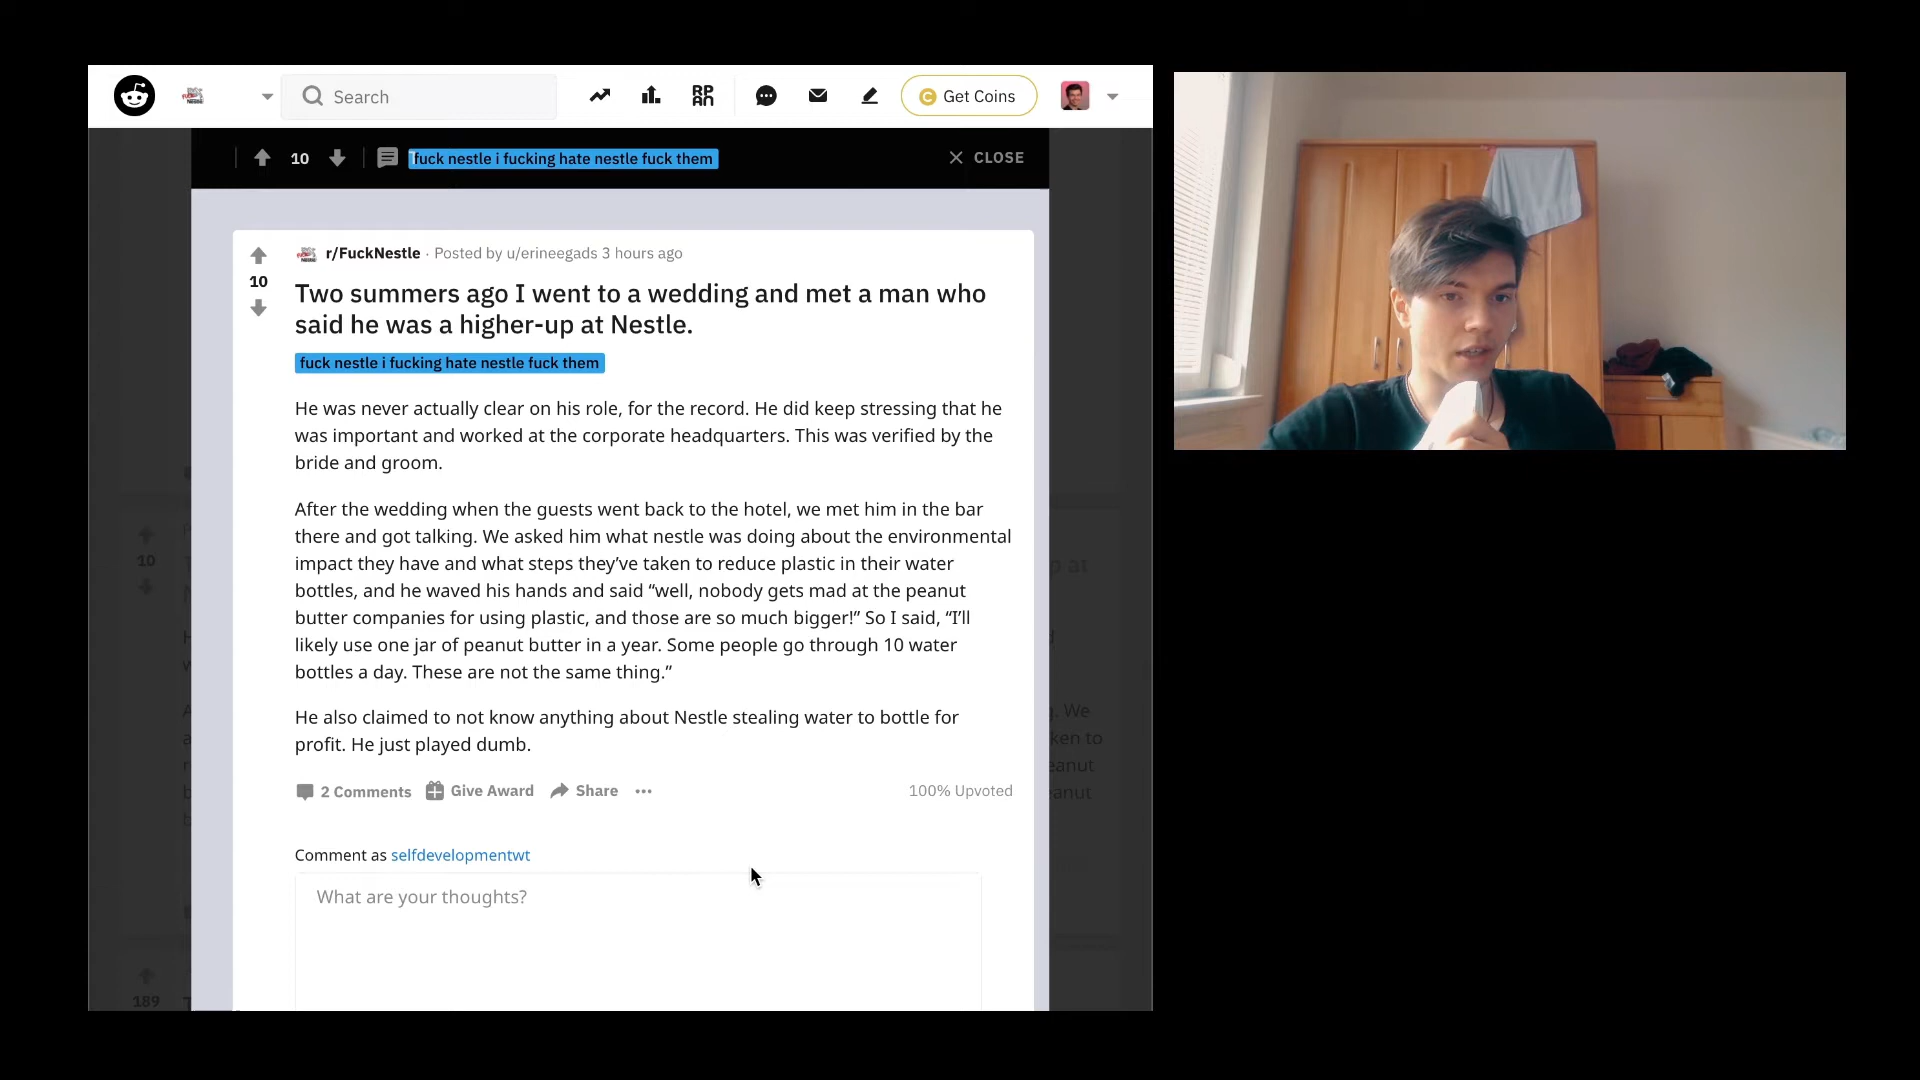 Search
Get Coins
10
fuck nestle i fucking hate nestle fuck them
CLOSE
r/FuckNestle · Posted by u/erineegads 3 hours ago
10
Two summers ago I went to a wedding and met a man who
said he was a higher-up at Nestle.
fuck nestle i fucking hate nestle fuck them
He was never actually clear on his role, for the record. He did keep stressing that he
was important and worked at the corporate headquarters. This was verified by the
bride and groom.
After the wedding when the guests went back to the hotel, we met him in the bar
there and got talking. We asked him what nestle was doing about the environmental
impact they have and what steps they’ve taken to reduce plastic in their water
bottles, and he waved his hands and said “well, nobody gets mad at the peanut
butter companies for using plastic, and those are so much bigger!” So I said, “I’ll
likely use one jar of peanut butter in a year. Some people go through 10 water
bottles a day. These are not the same thing.”
He also claimed to not know anything about Nestle stealing water to bottle for
profit. He just played dumb.
2 Comments Give Award Share ··· 100% Upvoted
Comment as selfdevelopmentwt
What are your thoughts?
10
189
. We
ken to
eanut
anut